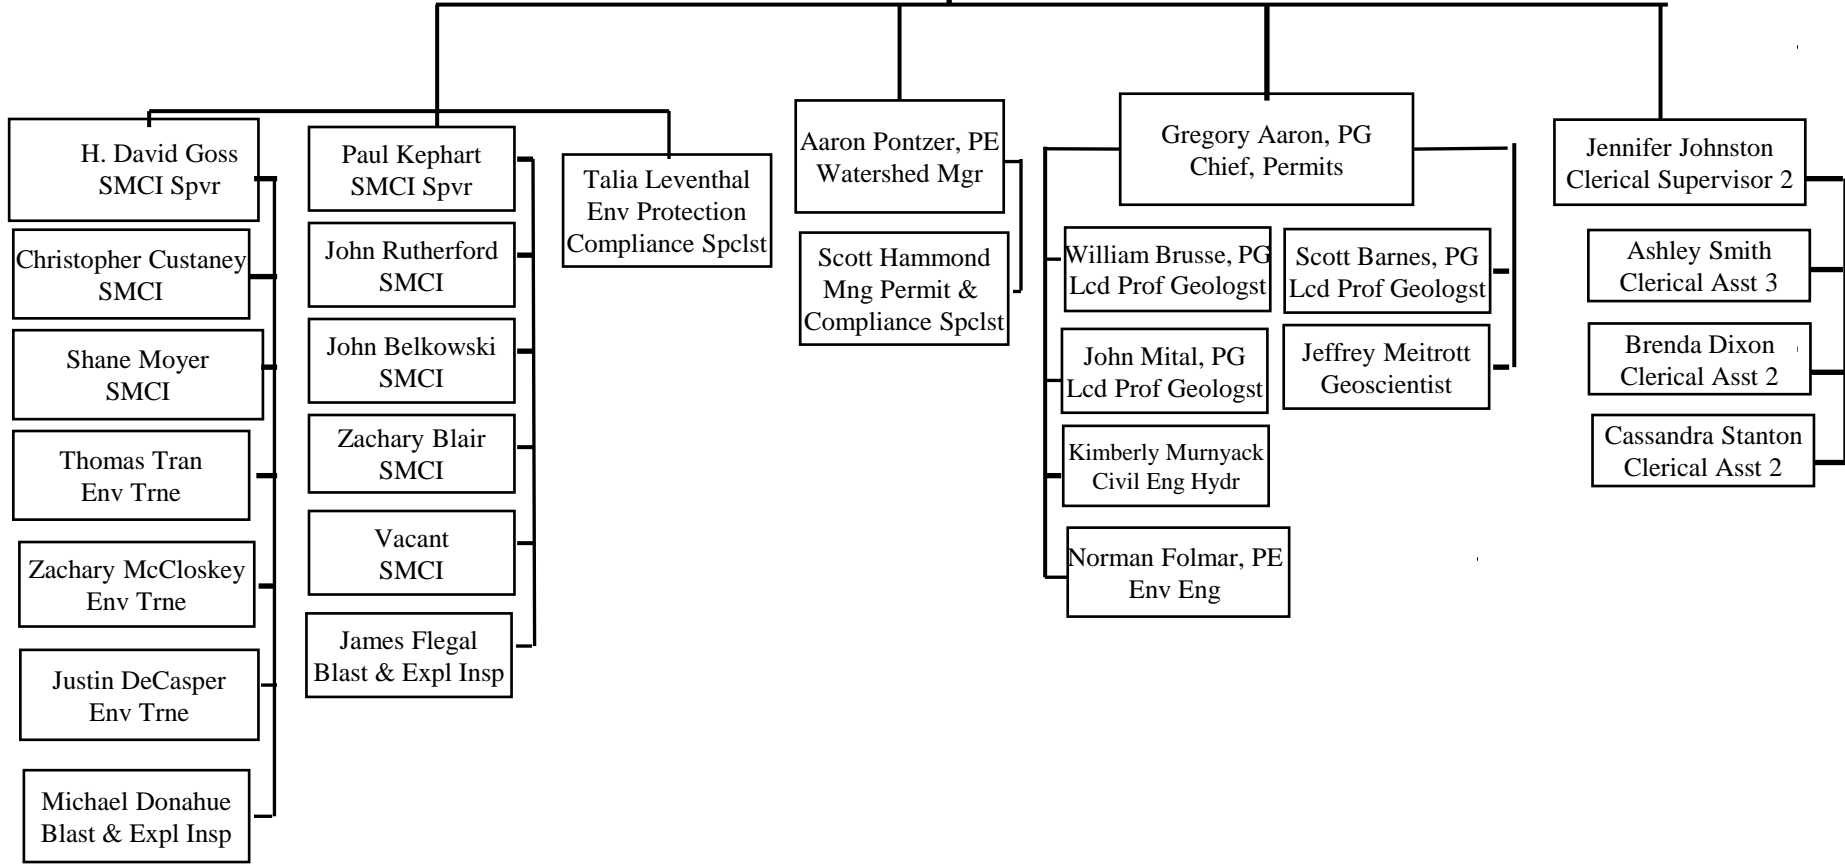 H. David Goss
SMCI Spvr
Christopher Custaney
SMCI
Shane Moyer
SMCI
Thomas Tran
Env Trne
Zachary McCloskey
Env Trne
Justin DeCasper
Env Trne
Michael Donahue
Blast & Expl Insp
Paul Kephart
SMCI Spvr
John Rutherford
SMCI
John Belkowski
SMCI
Zachary Blair
SMCI
Vacant
SMCI
James Flegal
Blast & Expl Insp
Talia Leventhal
Env Protection
Compliance Spclst
Aaron Pontzer, PE
Watershed Mgr
Scott Hammond
Mng Permit &
Compliance Spclst
Gregory Aaron, PG
Chief, Permits
William Brusse, PG
Lcd Prof Geologst
John Mital, PG
Lcd Prof Geologst
Kimberly Murnyack
Civil Eng Hydr
Norman Folmar, PE
Env Eng
Scott Barnes, PG
Lcd Prof Geologst
Jeffrey Meitrott
Geoscientist
Jennifer Johnston
Clerical Supervisor 2
Ashley Smith
Clerical Asst 3
Brenda Dixon
Clerical Asst 2
Cassandra Stanton
Clerical Asst 2